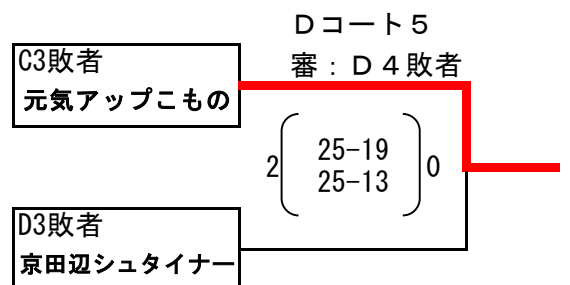 Dコート5
C3敗者
審：D4敗者
元気アップこもの
2 25-19 0
25-13
D3敗者
京田辺シュタイナー